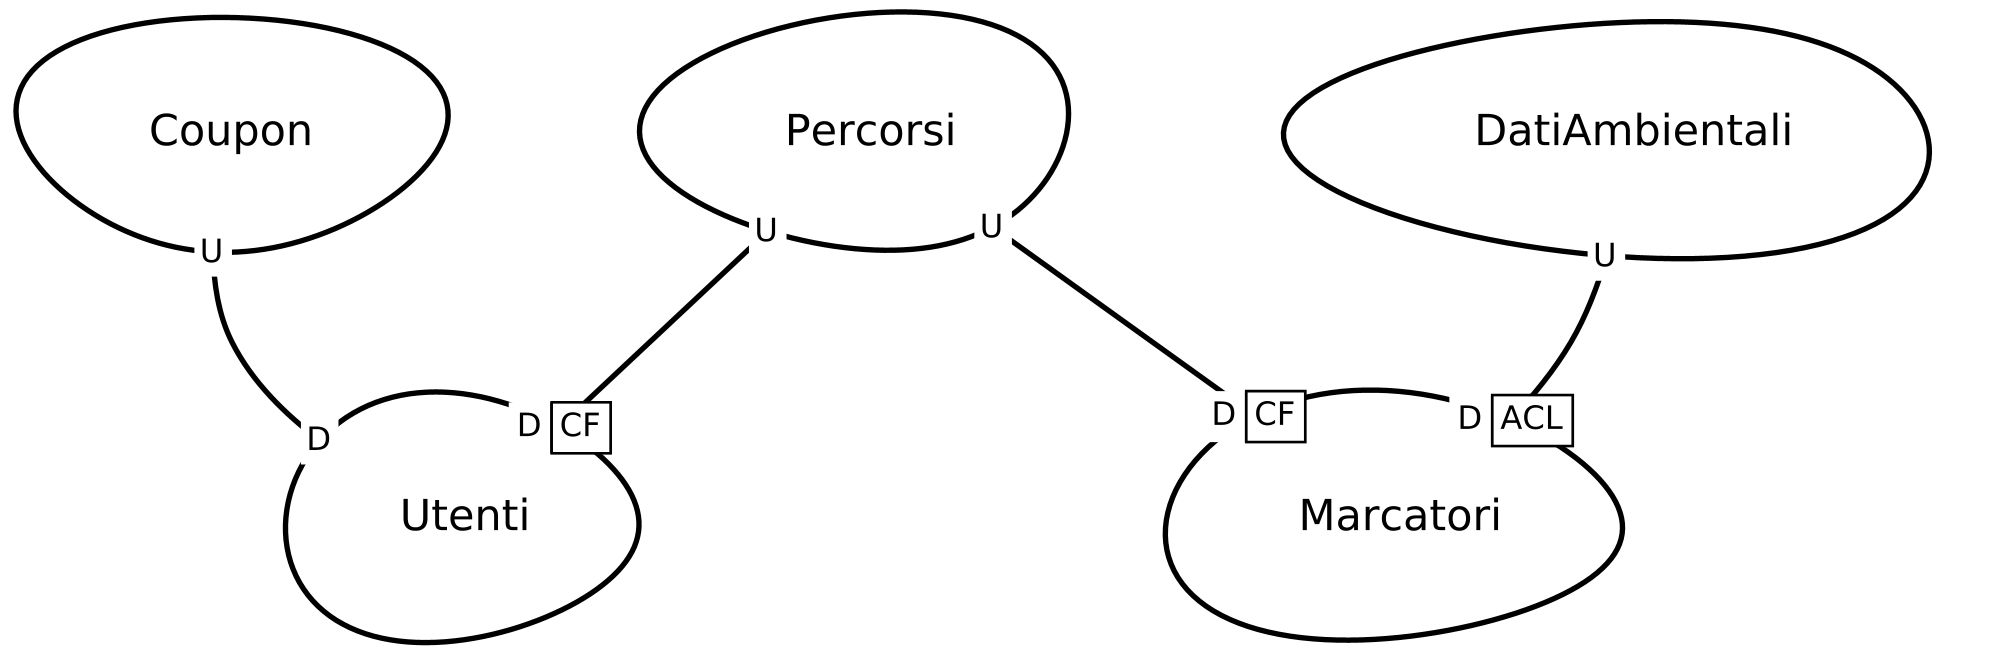 Coupon
Percorsi
DatiAmbientali
U
U
U
U
D
D CF
D CF
D ACL
Utenti
Marcatori